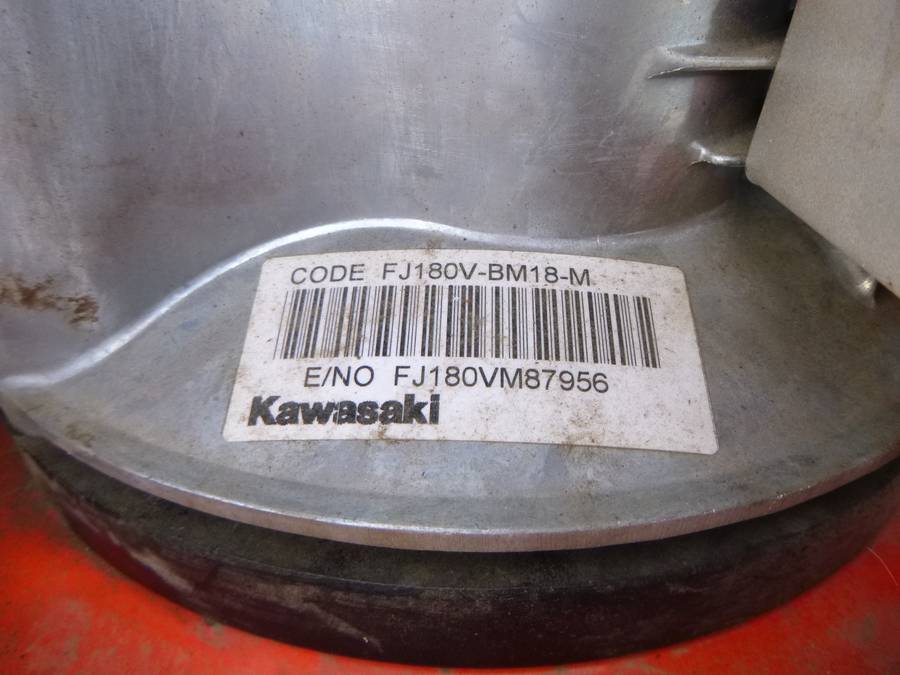 CODE FJ180V-BM18-M
E/NO FJ180VM87956
Kawasaki